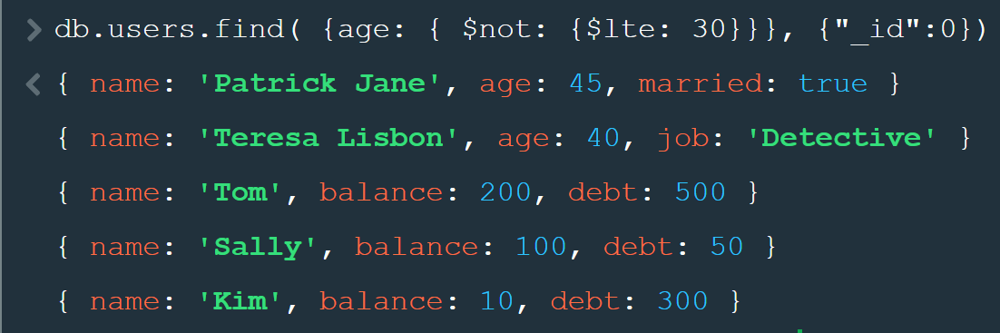 > db.users.find( {age: { $not: {$lte: 30}}}, {"_id":0})
< { name: 'Patrick Jane', age: 45, married: true }
{ name: 'Teresa Lisbon', age: 40, job: 'Detective' }
{ name: 'Tom', balance: 200, debt: 500 }
{ name: 'Sally', balance: 100, debt: 50 }
{ name: 'Kim', balance: 10, debt: 300 }